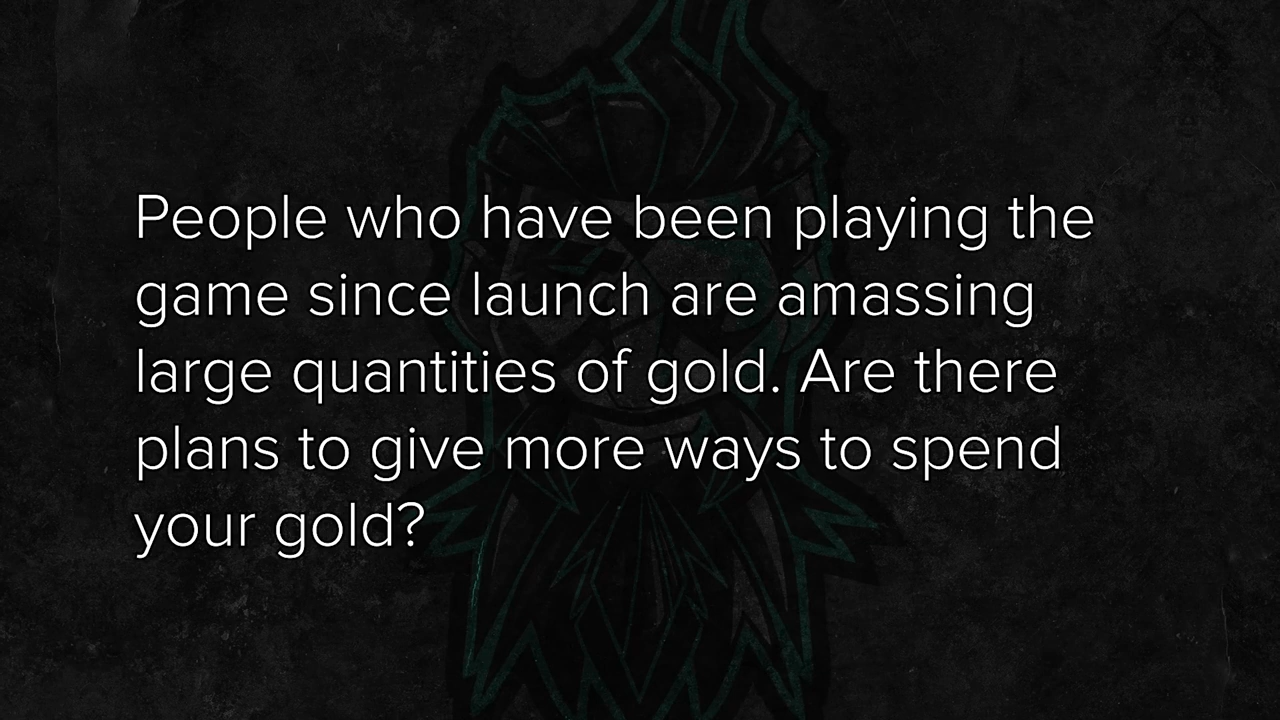 People who have been playing the
game since launch are amassing
large quantities of gold. Are there
plans to give more ways to spend
your gold?